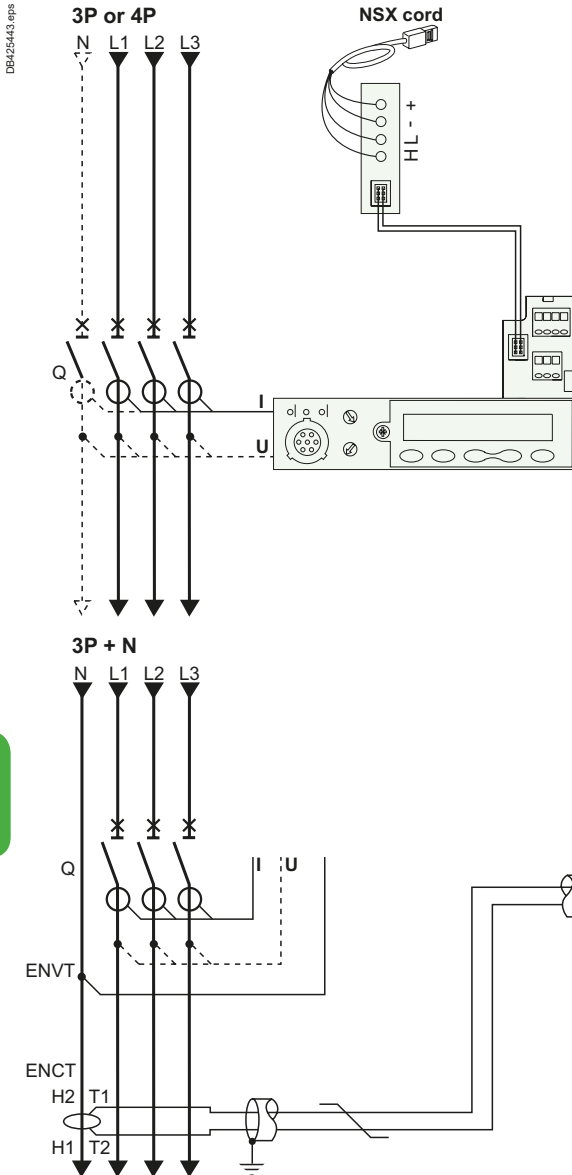 DB425443.eps
3P or 4P
N L1 L2 L3
NSX cord
H L - +
Q
I
U
3P + N
N L1 L2 L3
Q
I U
ENVT
ENCT
H2 T1
H1 T2